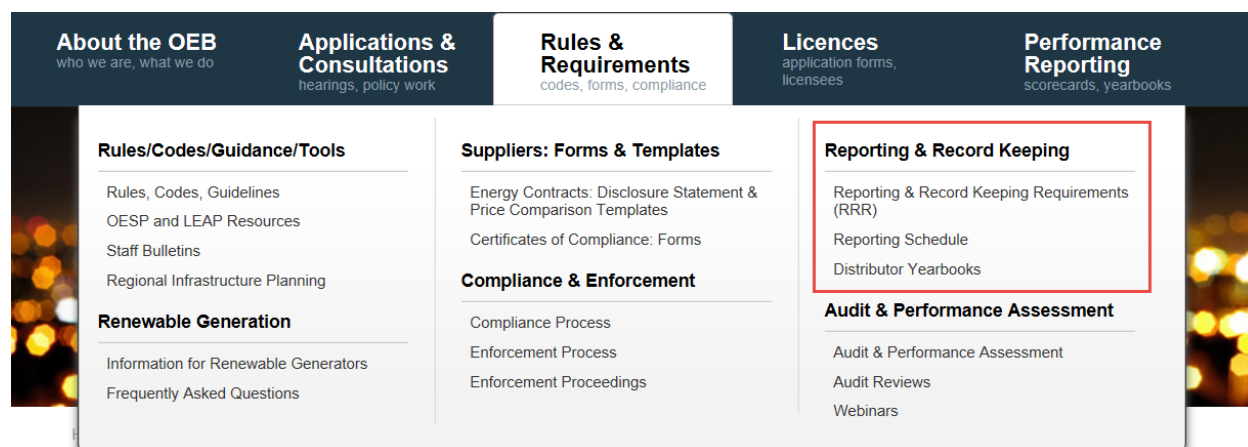 About the OEB
who we are, what we do
Applications &
Consultations
hearings, policy work
Rules &
Requirements
codes, forms, compliance
Licences
application forms,
licensees
Performance
Reporting
scorecards, yearbooks
Rules/Codes/Guidance/Tools
Rules, Codes, Guidelines
OESP and LEAP Resources
Staff Bulletins
Regional Infrastructure Planning
Renewable Generation
Information for Renewable Generators
Frequently Asked Questions
Suppliers: Forms & Templates
Energy Contracts: Disclosure Statement &
Price Comparison Templates
Certificates of Compliance: Forms
Compliance & Enforcement
Compliance Process
Enforcement Process
Enforcement Proceedings
Reporting & Record Keeping
Reporting & Record Keeping Requirements
(RRR)
Reporting Schedule
Distributor Yearbooks
Audit & Performance Assessment
Audit & Performance Assessment
Audit Reviews
Webinars